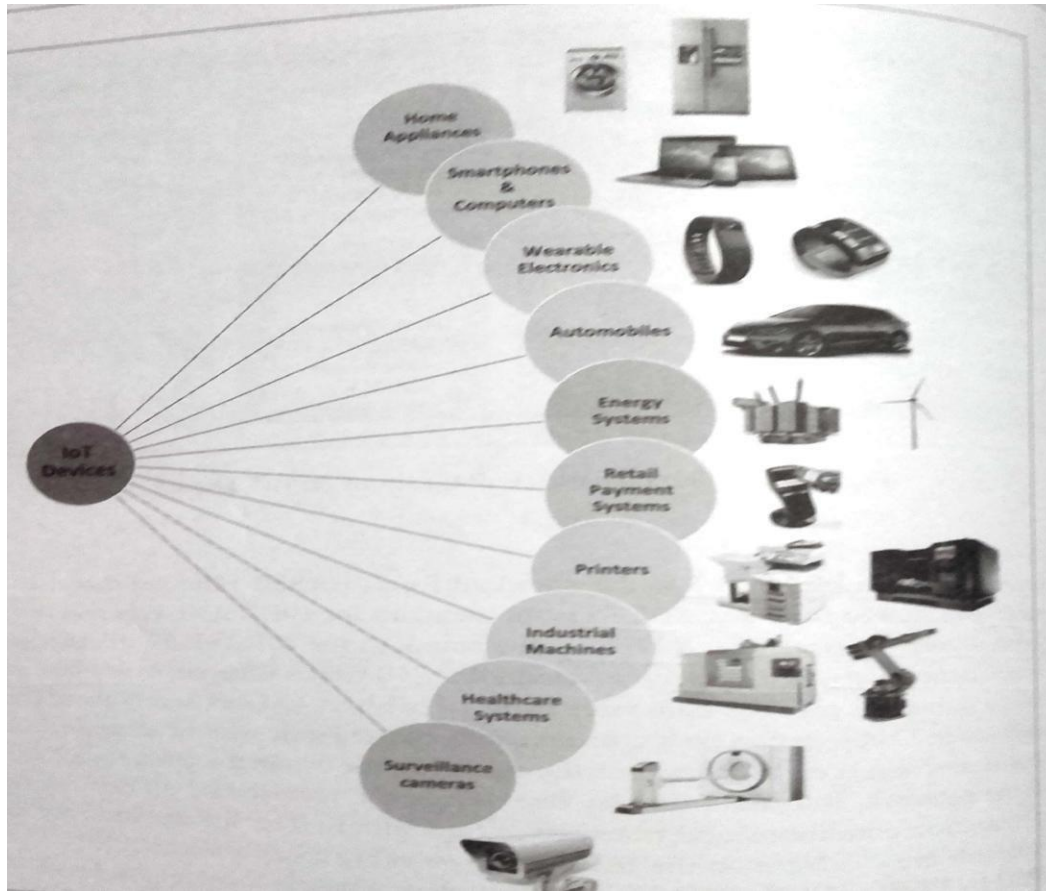 Home
Appliances
Smartphones
&
Computers
Wearable
Electronics
Automobiles
Energy
Systems
IoT
Devices
Retail
Payment
Systems
Printers
Industrial
Machines
Healthcare
Systems
Surveillance
cameras